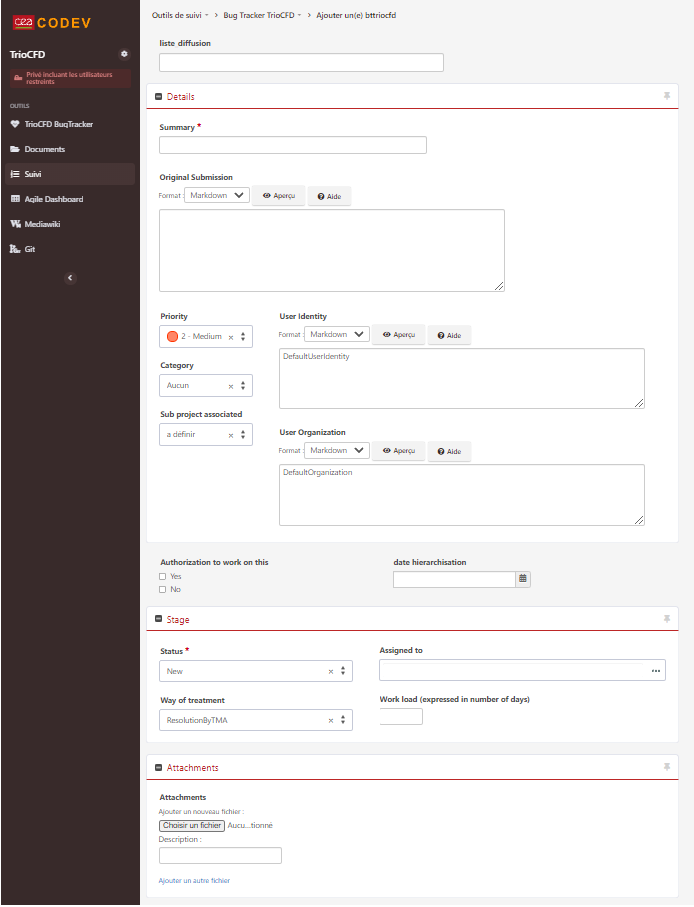 cea CODEV
TrioCFD
Privé incluant les utilisateurs
restreints
OUTILS
TrioCFD BugTracker
Documents
Suivi
Agile Dashboard
Mediawiki
Git
Outils de suivi > Bug Tracker TrioCFD > Ajouter un(e) bttriocfd
liste diffusion
Details
Summary *
Original Submission
Format : Markdown Aperçu Aide
Priority
2 - Medium
Category
Aucun
Sub project associated
a définir
User Identity
Format : Markdown Aperçu Aide
DefaultUserIdentity
User Organization
Format : Markdown Aperçu Aide
DefaultOrganization
Authorization to work on this
Yes
No
date hierarchisation
Stage
Status *
New
Assigned to
Way of treatment
ResolutionByTMA
Work load (expressed in number of days)
Attachments
Attachments
Ajouter un nouveau fichier :
Choisir un fichier Aucu...tionné
Description :
Ajouter un autre fichier